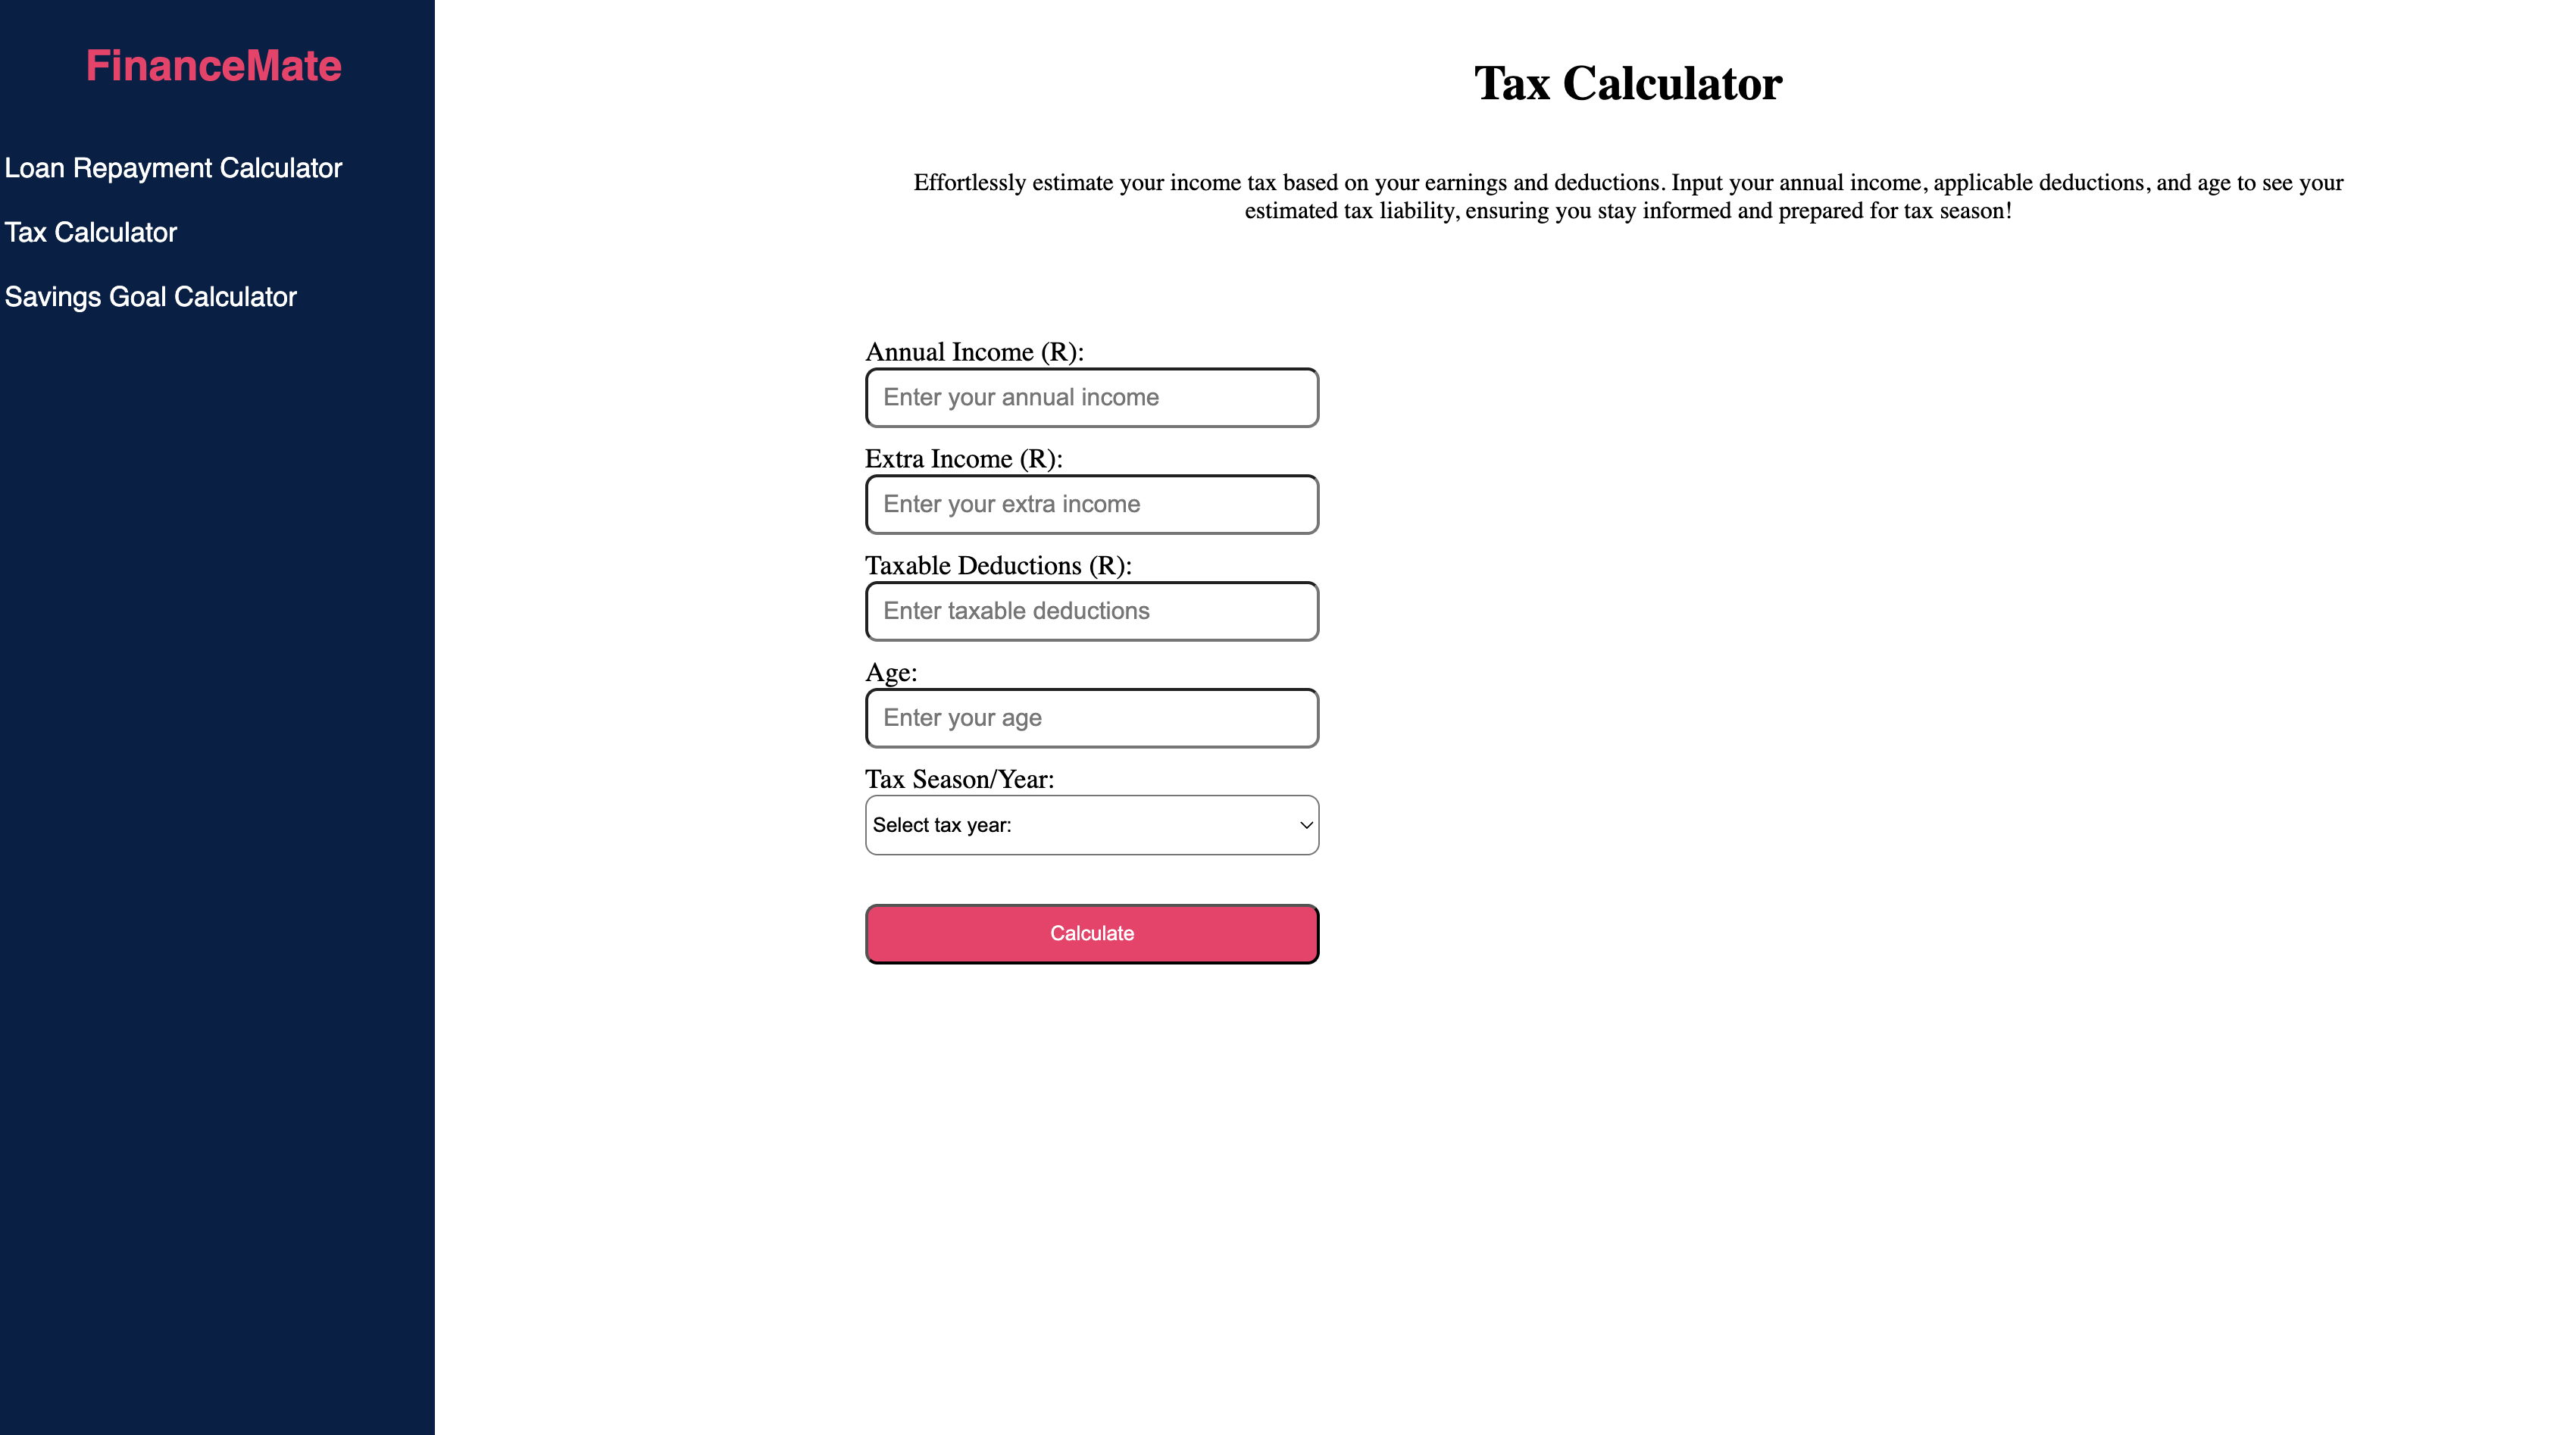 FinanceMate
Loan Repayment Calculator
Tax Calculator
Savings Goal Calculator
Tax Calculator
Effortlessly estimate your income tax based on your earnings and deductions. Input your annual income, applicable deductions, and age to see your
estimated tax liability, ensuring you stay informed and prepared for tax season!
Annual Income (R):
Enter your annual income
Extra Income (R):
Enter your extra income
Taxable Deductions (R):
Enter taxable deductions
Age:
Enter your age
Tax Season/Year:
Select tax year:
Calculate